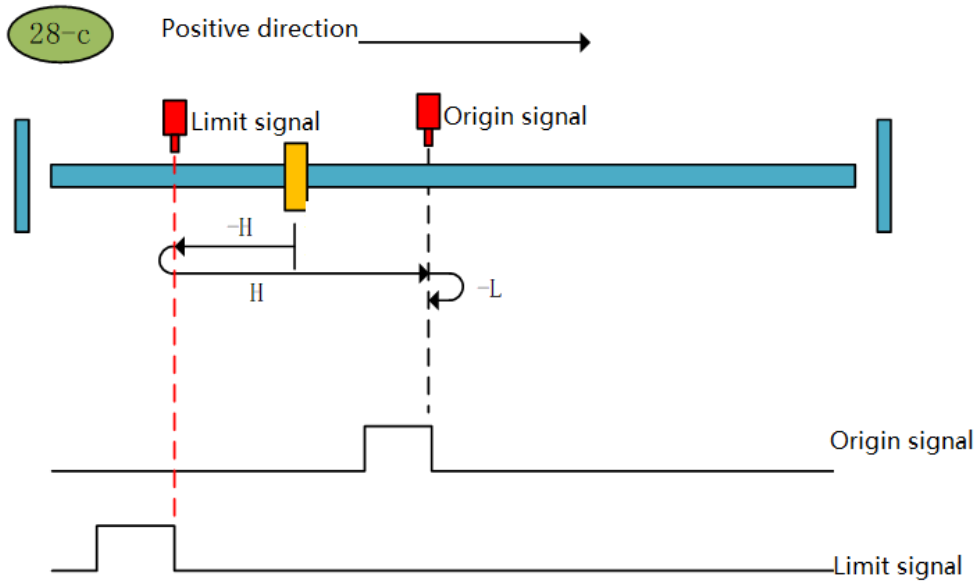 28-c
Positive direction
Limit signal
Origin signal
-H
H
-L
Origin signal
Limit signal